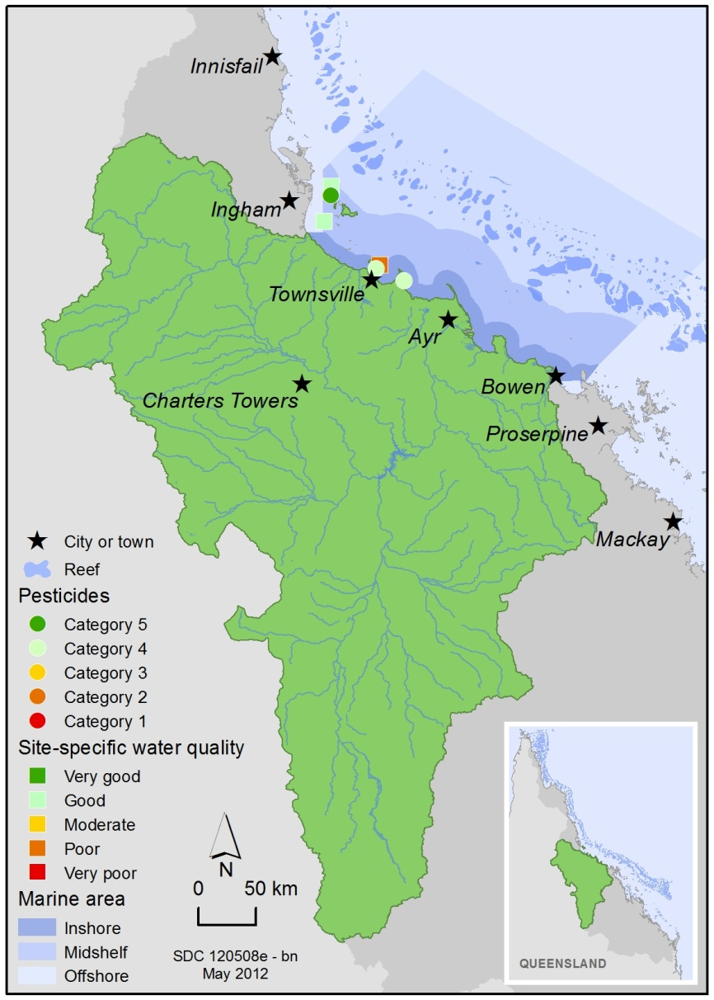 Innisfail
Ingham
Townsville
Ayr
Charters Towers
Bowen
Proserpine
Mackay
City or town
Reef
Pesticides
Category 5
Category 4
Category 3
Category 2
Category 1
Site-specific water quality
Very good
Good
Moderate
Poor
Very poor
Marine area
Inshore
Midshelf
Offshore
N
0 50 km
SDC 120508e - bn
May 2012
QUEENSLAND